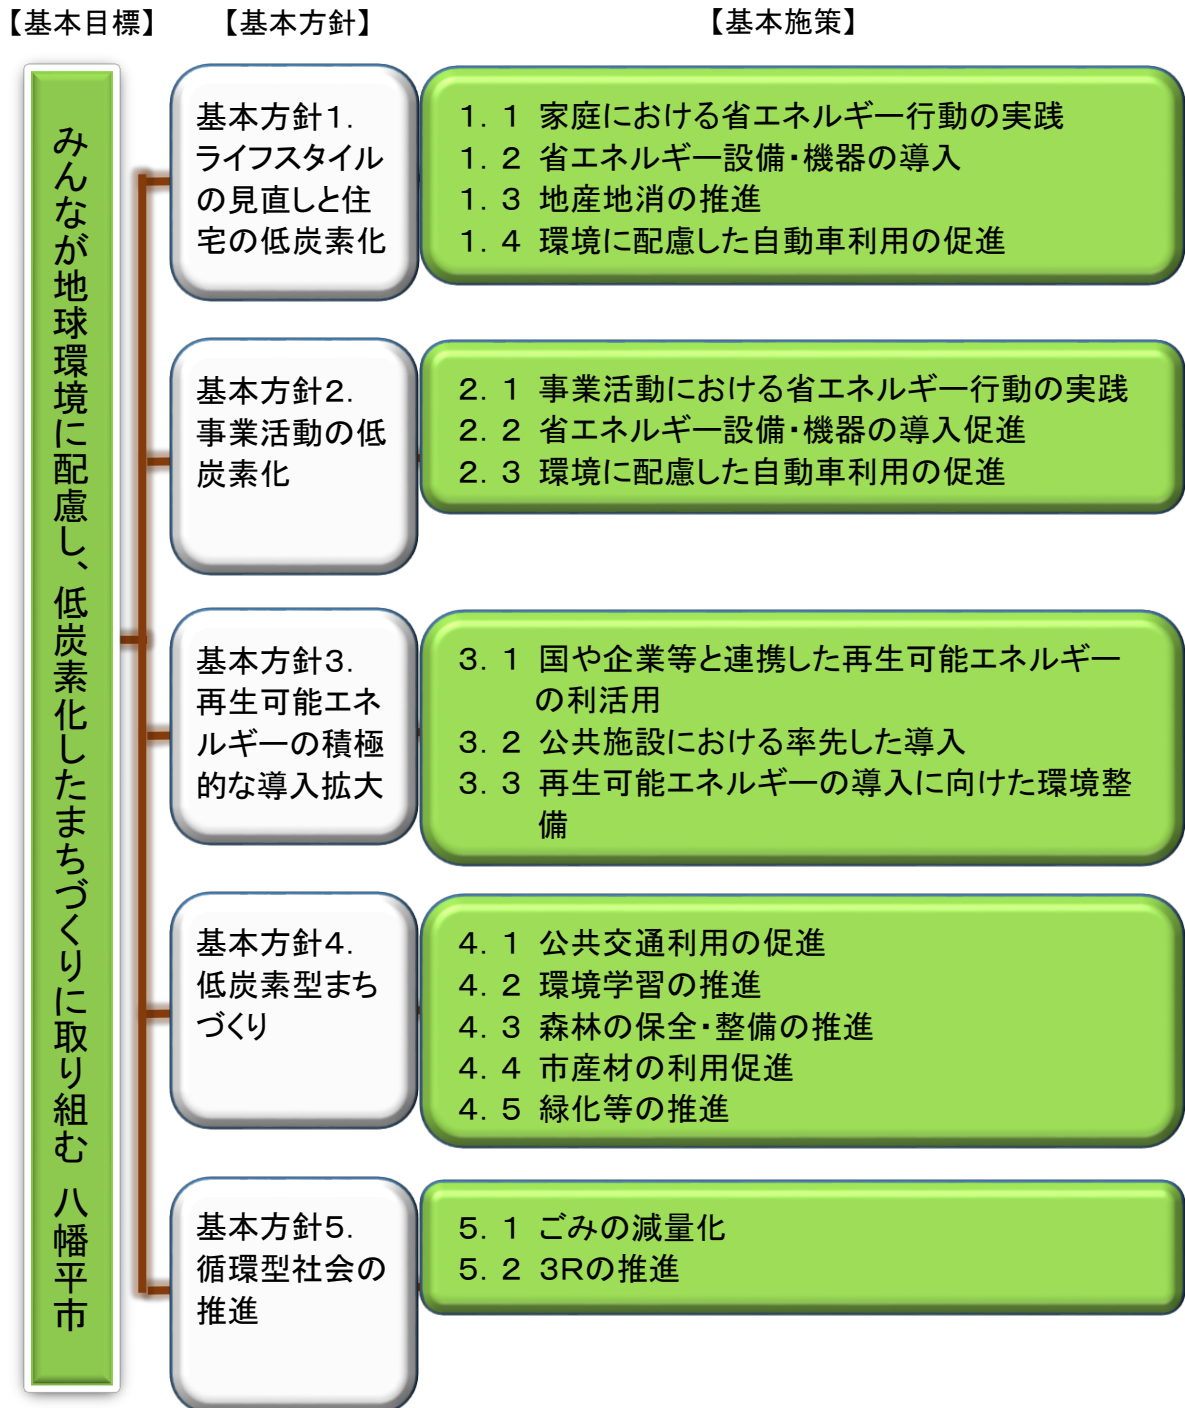 【基本目標】 【基本方針】 【基本施策】
みんなが地球環境に配慮し、低炭素化したまちづくりに取り組む 八幡平市
基本方針1.
ライフスタイル
の見直しと住
宅の低炭素化
1.1 家庭における省エネルギー行動の実践
1.2 省エネルギー設備・機器の導入
1.3 地産地消の推進
1.4 環境に配慮した自動車利用の促進
基本方針2.
事業活動の低
炭素化
2.1 事業活動における省エネルギー行動の実践
2.2 省エネルギー設備・機器の導入促進
2.3 環境に配慮した自動車利用の促進
基本方針3.
再生可能エネ
ルギーの積極
的な導入拡大
3.1 国や企業等と連携した再生可能エネルギー
の利活用
3.2 公共施設における率先した導入
3.3 再生可能エネルギーの導入に向けた環境整
備
基本方針4.
低炭素型まち
づくり
4.1 公共交通利用の促進
4.2 環境学習の推進
4.3 森林の保全・整備の推進
4.4 市産材の利用促進
4.5 緑化等の推進
基本方針5.
循環型社会の
推進
5.1 ごみの減量化
5.2 3Rの推進